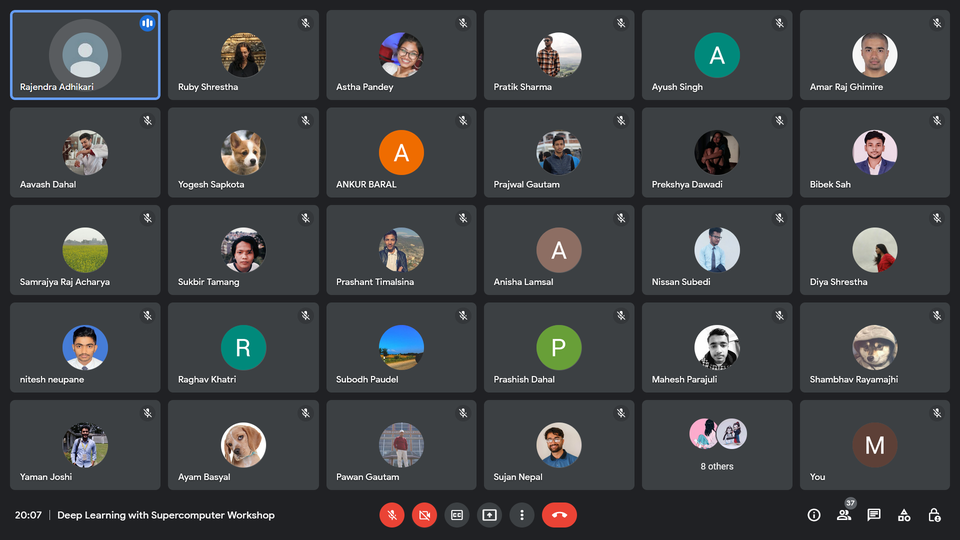 Rajendra Adhikari
Ruby Shrestha
Astha Pandey
Pratik Sharma
A
Ayush Singh
Amar Raj Ghimire
Aavash Dahal
Yogesh Sapkota
A
ANKUR BARAL
Prajwal Gautam
Prekshya Dawadi
Bibek Sah
Samrajya Raj Acharya
Sukbir Tamang
Prashant Timalsina
A
Anisha Lamsal
Nissan Subedi
Diya Shrestha
nitesh neupane
R
Raghav Khatri
Subodh Paudel
P
Prashish Dahal
Mahesh Parajuli
Shambhav Rayamajhi
Yaman Joshi
Ayam Basyal
Pawan Gautam
Sujan Nepal
8 others
M
You
20:07 | Deep Learning with Supercomputer Workshop
CC
37